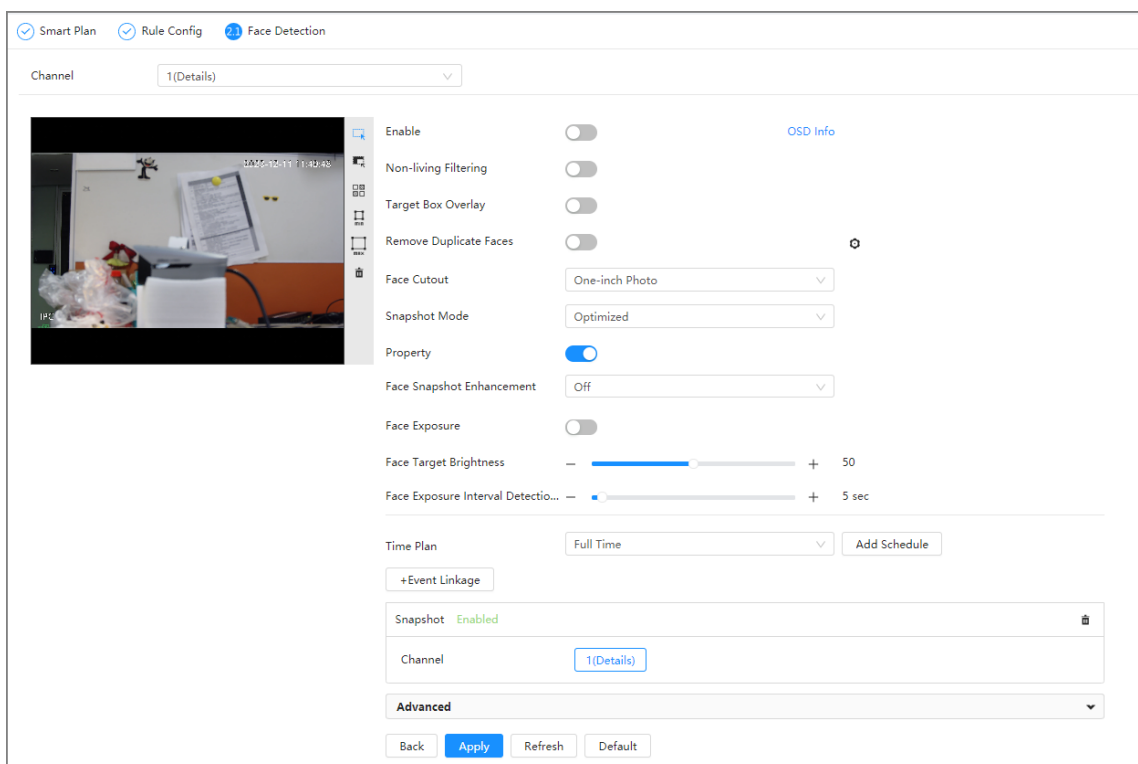 Smart Plan Rule Config 2.1 Face Detection
Channel 1(Details)
Enable OSD Info
Non-living Filtering
Target Box Overlay
Remove Duplicate Faces
Face Cutout One-inch Photo
Snapshot Mode Optimized
Property
Face Snapshot Enhancement Off
Face Exposure
Face Target Brightness − + 50
Face Exposure Interval Detectio... − + 5 sec
Time Plan Full Time Add Schedule
+Event Linkage
Snapshot Enabled
Channel 1(Details)
Advanced
Back Apply Refresh Default
min
max
IPC